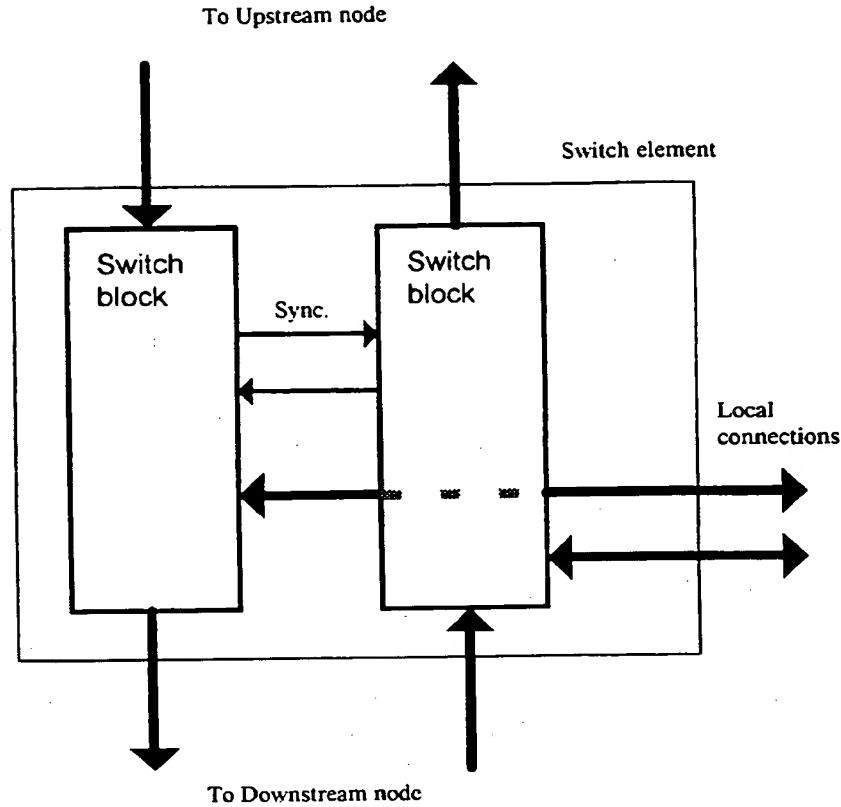 To Upstream node
Switch element
Switch
block
Switch
block
Sync.
Local
connections
To Downstream node